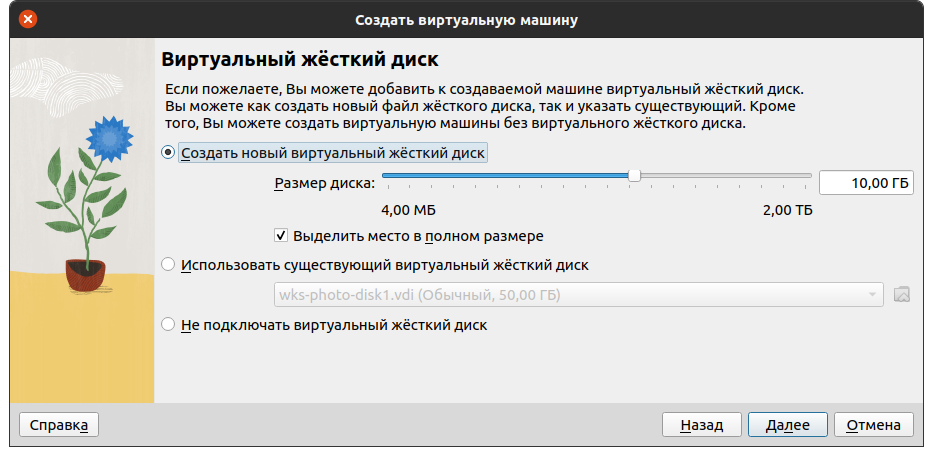 Создать виртуальную машину
Виртуальный жёсткий диск
Если пожелаете, Вы можете добавить к создаваемой машине виртуальный жёсткий диск.
Вы можете как создать новый файл жёсткого диска, так и указать существующий. Кроме
того, Вы можете создать виртуальную машины без виртуального жёсткого диска.
Создать новый виртуальный жёсткий диск
Размер диска:
10,00 ГБ
4,00 МБ
2,00 ТБ
Выделить место в полном размере
Использовать существующий виртуальный жёсткий диск
wks-photo-disk1.vdi (Обычный, 50,00 ГБ)
Не подключать виртуальный жёсткий диск
Справка
Назад
Далее
Отмена